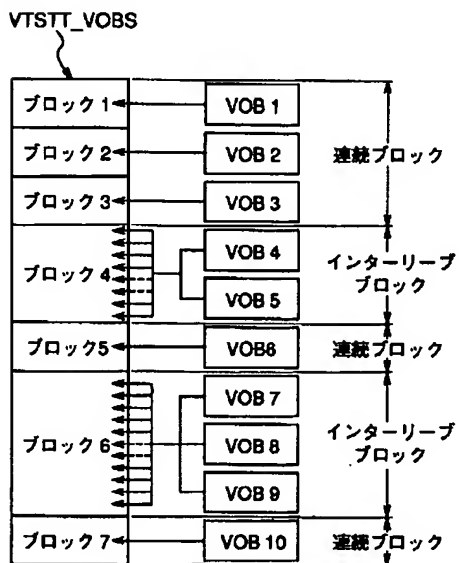 VTSTT_VOBS
ブロック1
VOB 1
ブロック2
VOB 2
連続ブロック
ブロック3
VOB 3
ブロック4
VOB 4
VOB 5
インターリーブ
ブロック
ブロック5
VOB6
連続ブロック
ブロック6
VOB 7
VOB 8
VOB 9
インターリーブ
ブロック
ブロック7
VOB 10
連続ブロック